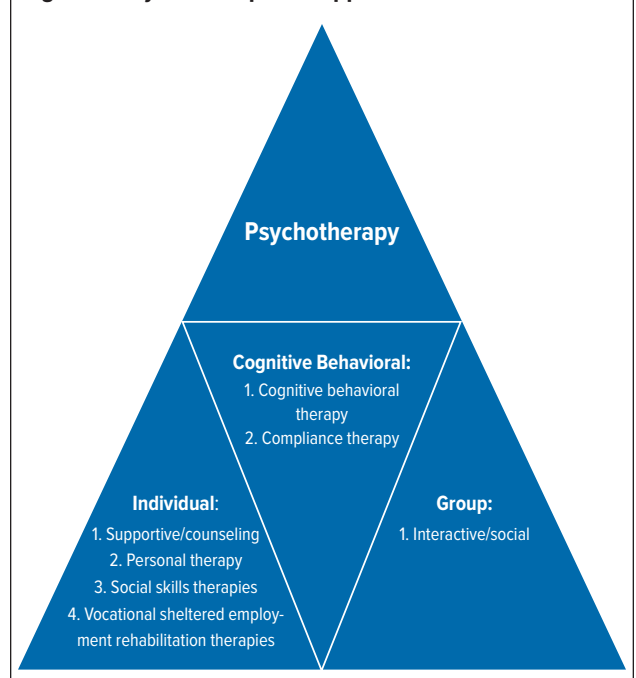 Psychotherapy
Cognitive Behavioral:
1. Cognitive behavioral
therapy
2. Compliance therapy
Individual:
1. Supportive/counseling
2. Personal therapy
3. Social skills therapies
4. Vocational sheltered employ-
ment rehabilitation therapies
Group:
1. Interactive/social